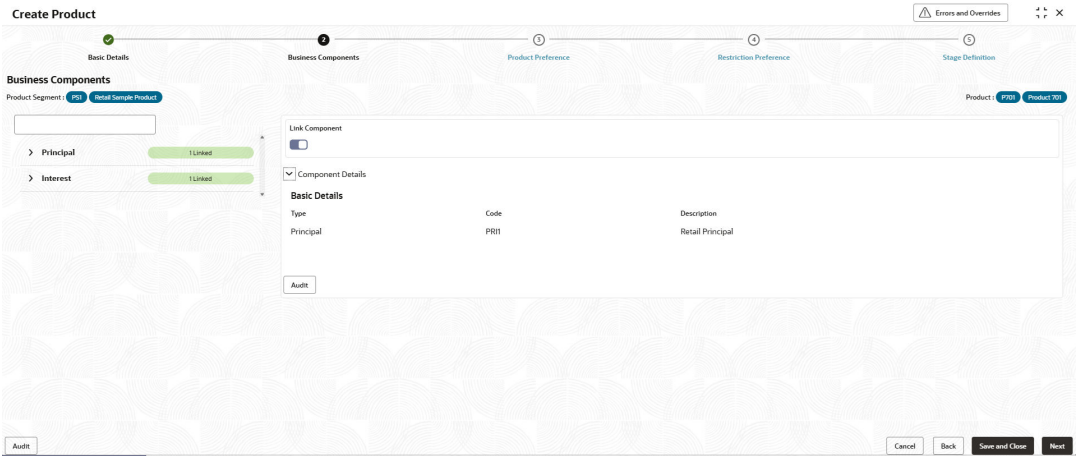 Create Product
Errors and Overrides
2 3 4 5
Basic Details Business Components Product Preference Restriction Preference Stage Definition
Business Components
Product Segment : PS1 Retail Sample Product Product : P701 Product 701
Link Component
Principal 1 Linked
Interest 1 Linked
Component Details
Basic Details
Type Code Description
Principal PRI1 Retail Principal
Audit
Audit Cancel Back Save and Close Next